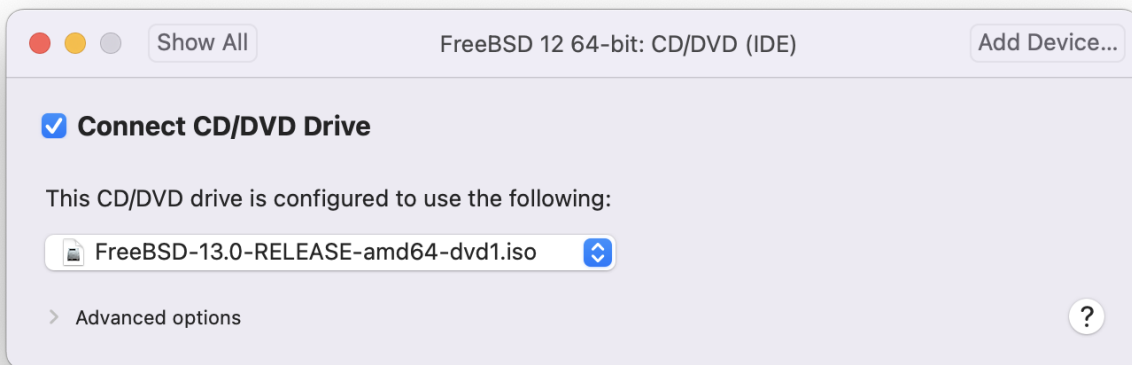 Show All
FreeBSD 12 64-bit: CD/DVD (IDE)
Add Device...
Connect CD/DVD Drive
This CD/DVD drive is configured to use the following:
FreeBSD-13.0-RELEASE-amd64-dvd1.iso
Advanced options
?